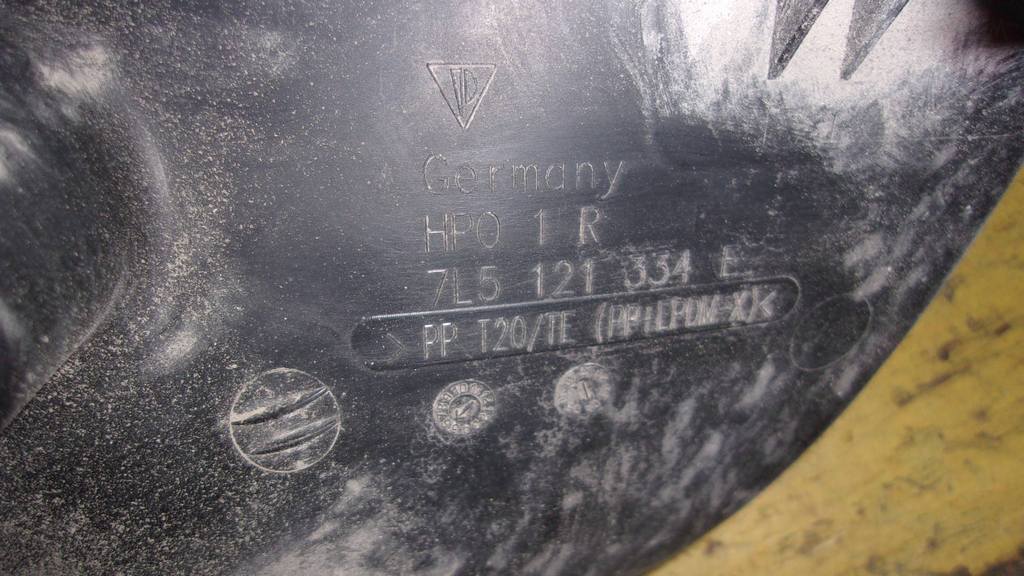 Germany
HPO 1 R
7L5 121 334 E
>PP T20/TE (PP+EPDM-X)<